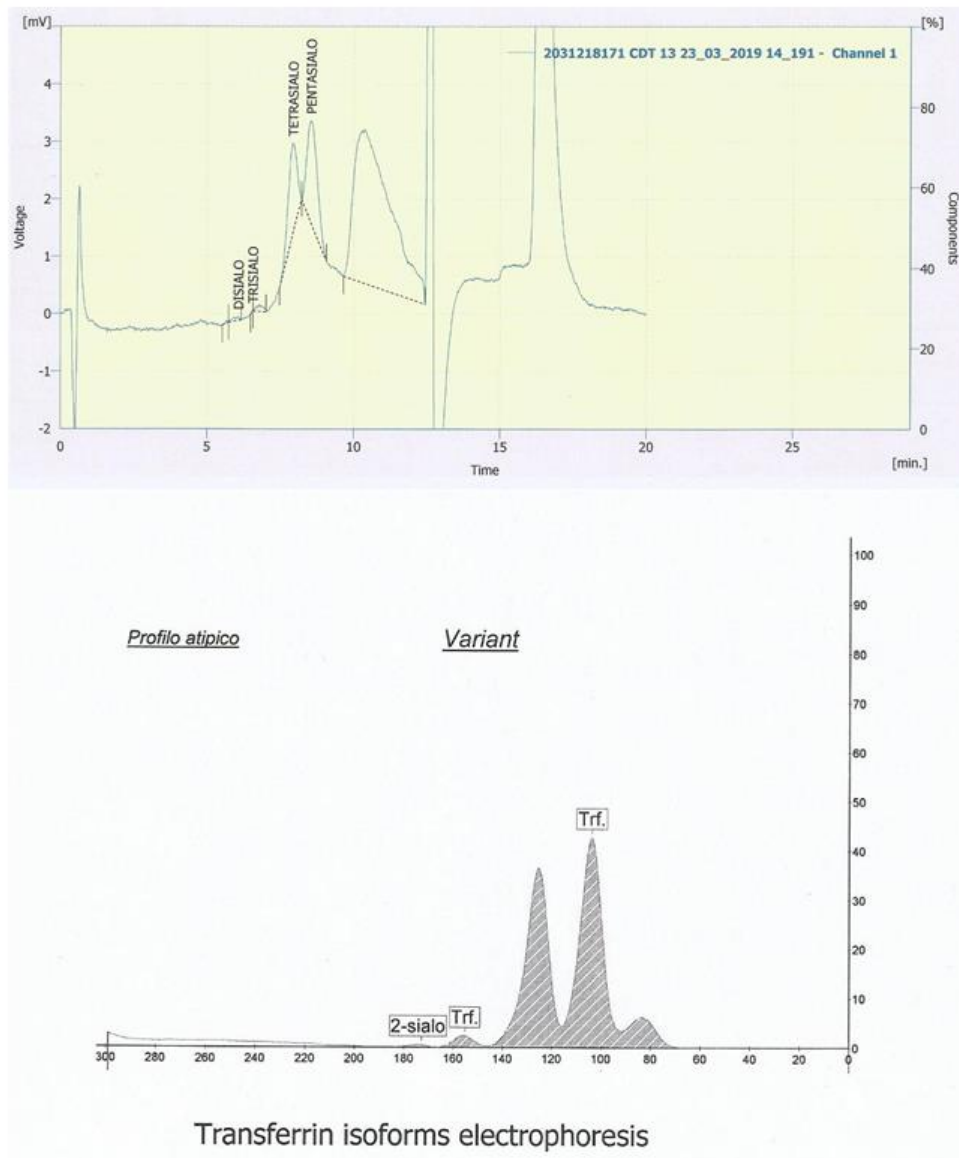 [mV]
[%]
2031218171 CDT 13 23_03_2019 14_191 - Channel 1
TETRASIALO
PENTASIALO
DISIALO
TRISIALO
4
3
2
1
0
-1
-2
80
60
40
20
0
Voltage
Components
0 5 10 15 20 25
Time
[min.]
Profilo atipico
Variant
100
90
80
70
60
50
40
30
20
10
0
Trf.
2-sialo
Trf.
300 280 260 240 220 200 180 160 140 120 100 80 60 40 20 0
Transferrin isoforms electrophoresis